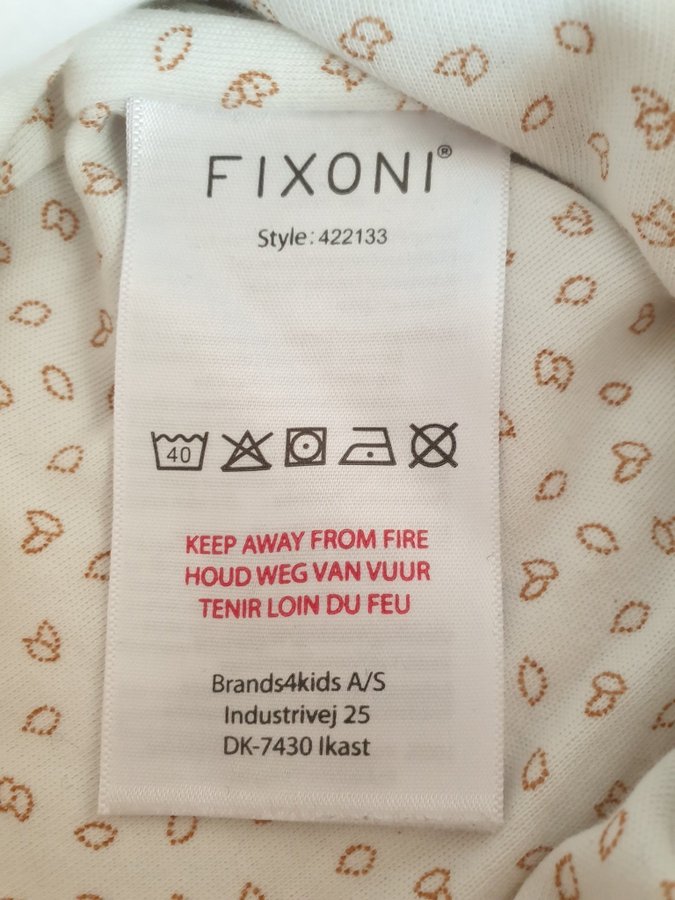 FIXONI®
Style: 422133
40
KEEP AWAY FROM FIRE
HOUD WEG VAN VUUR
TENIR LOIN DU FEU
Brands4kids A/S
Industrivej 25
DK-7430 Ikast